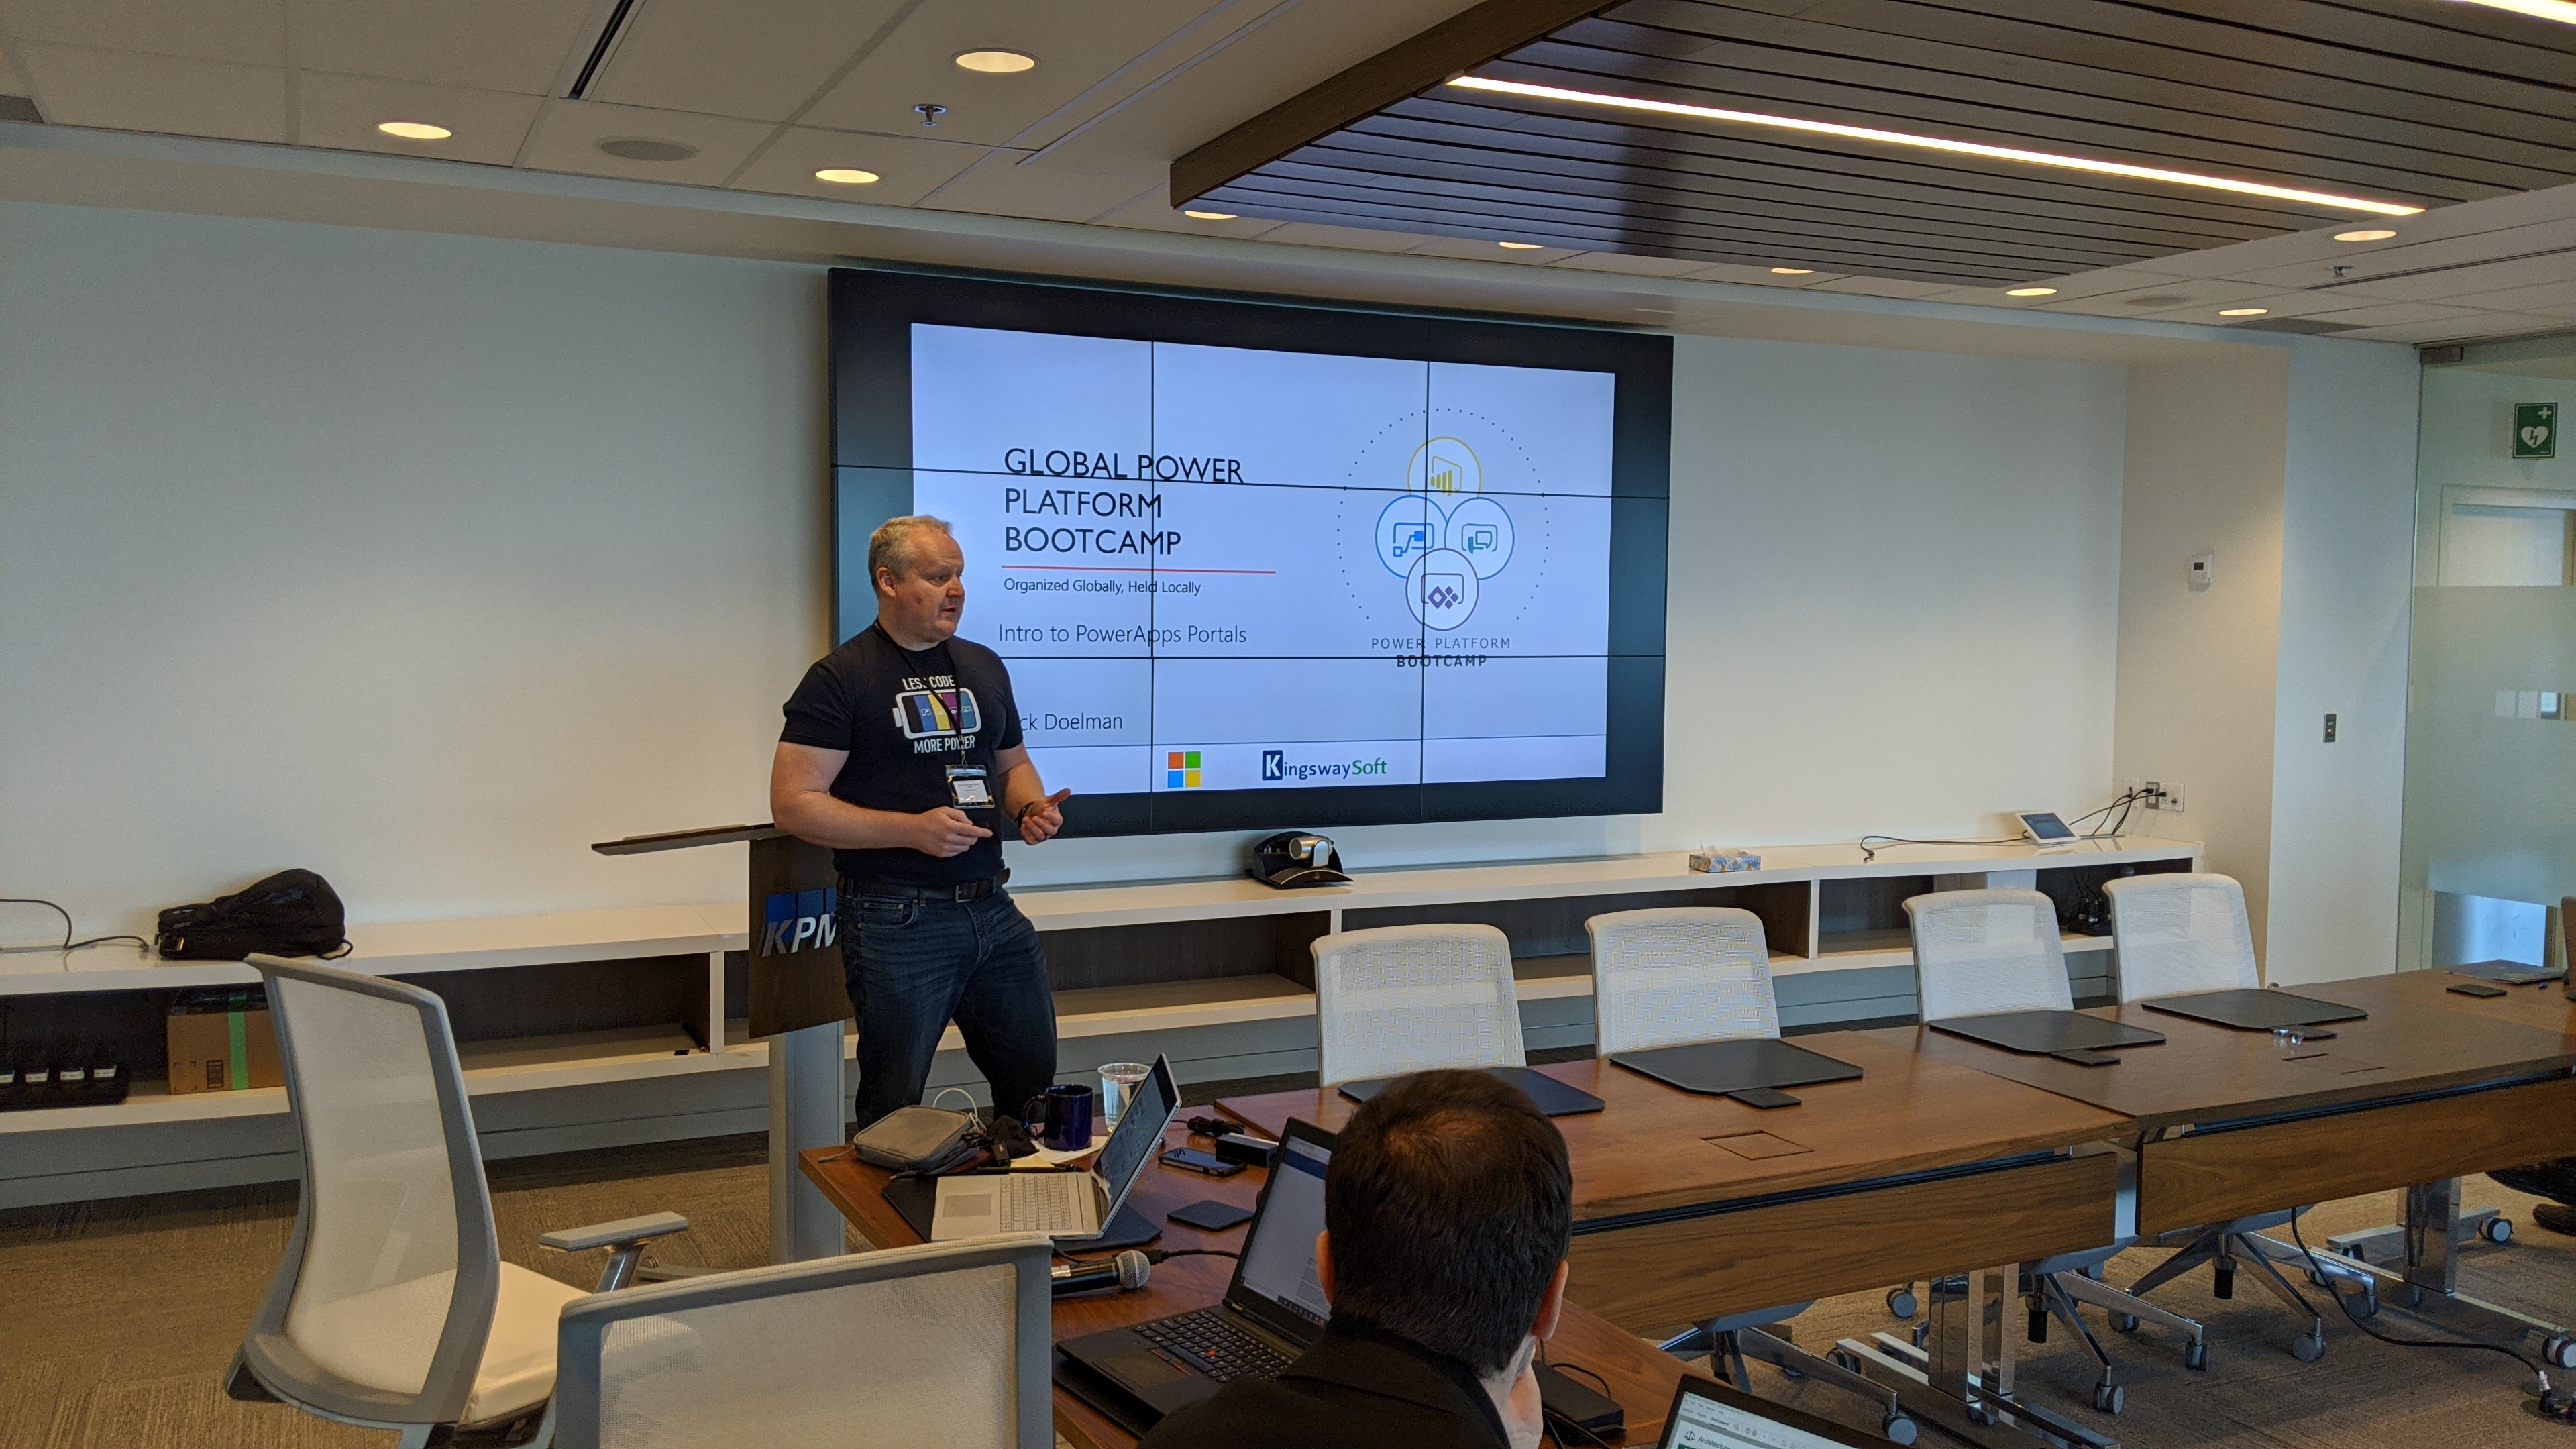 GLOBAL POWER
PLATFORM
BOOTCAMP
Organized Globally, Held Locally
Intro to PowerApps Portals
ck Doelman
POWER PLATFORM
BOOTCAMP
KingswaySoft
LESS CODE
MORE POWER
KPM
Architecture